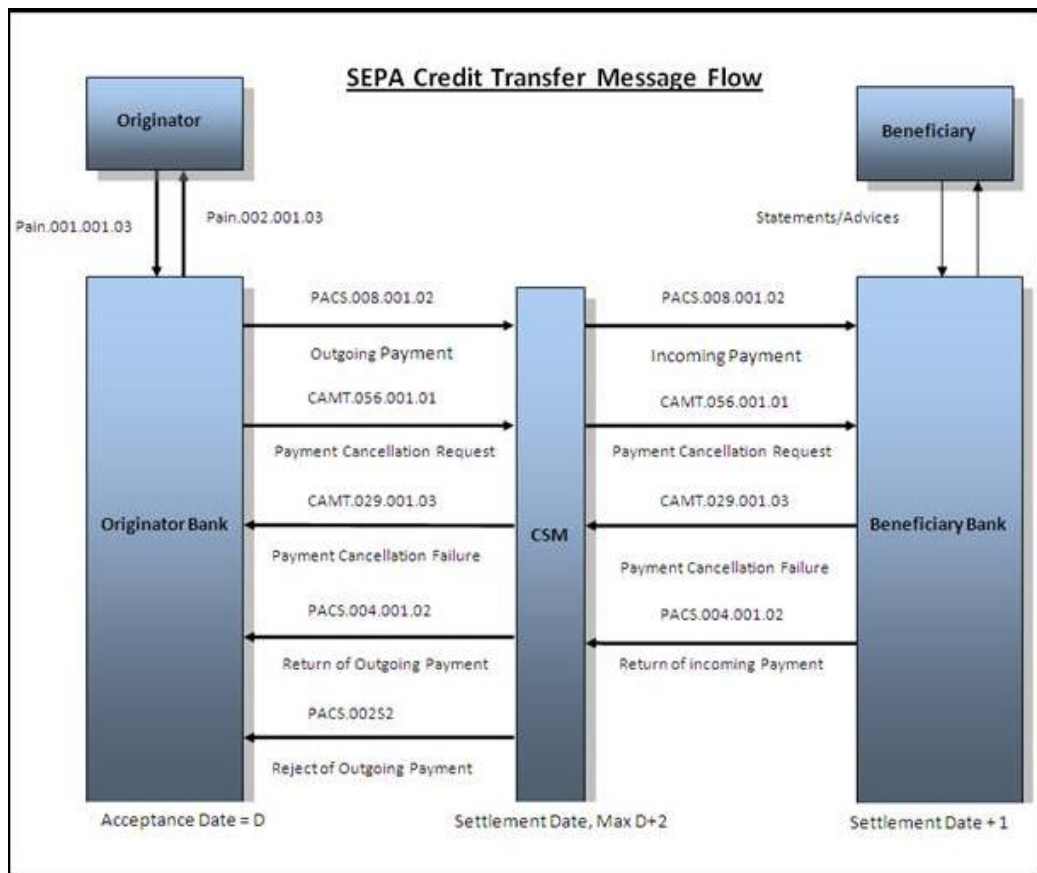 SEPA Credit Transfer Message Flow
Originator
Beneficiary
Pain.001.001.03
Pain.002.001.03
Statements/Advices
PACS.008.001.02
PACS.008.001.02
Outgoing Payment
Incoming Payment
CAMT.056.001.01
CAMT.056.001.01
Payment Cancellation Request
Payment Cancellation Request
CAMT.029.001.03
CAMT.029.001.03
Originator Bank
CSM
Beneficiary Bank
Payment Cancellation Failure
Payment Cancellation Failure
PACS.004.001.02
PACS.004.001.02
Return of Outgoing Payment
Return of incoming Payment
PACS.002S2
Reject of Outgoing Payment
Acceptance Date = D
Settlement Date, Max D+2
Settlement Date + 1